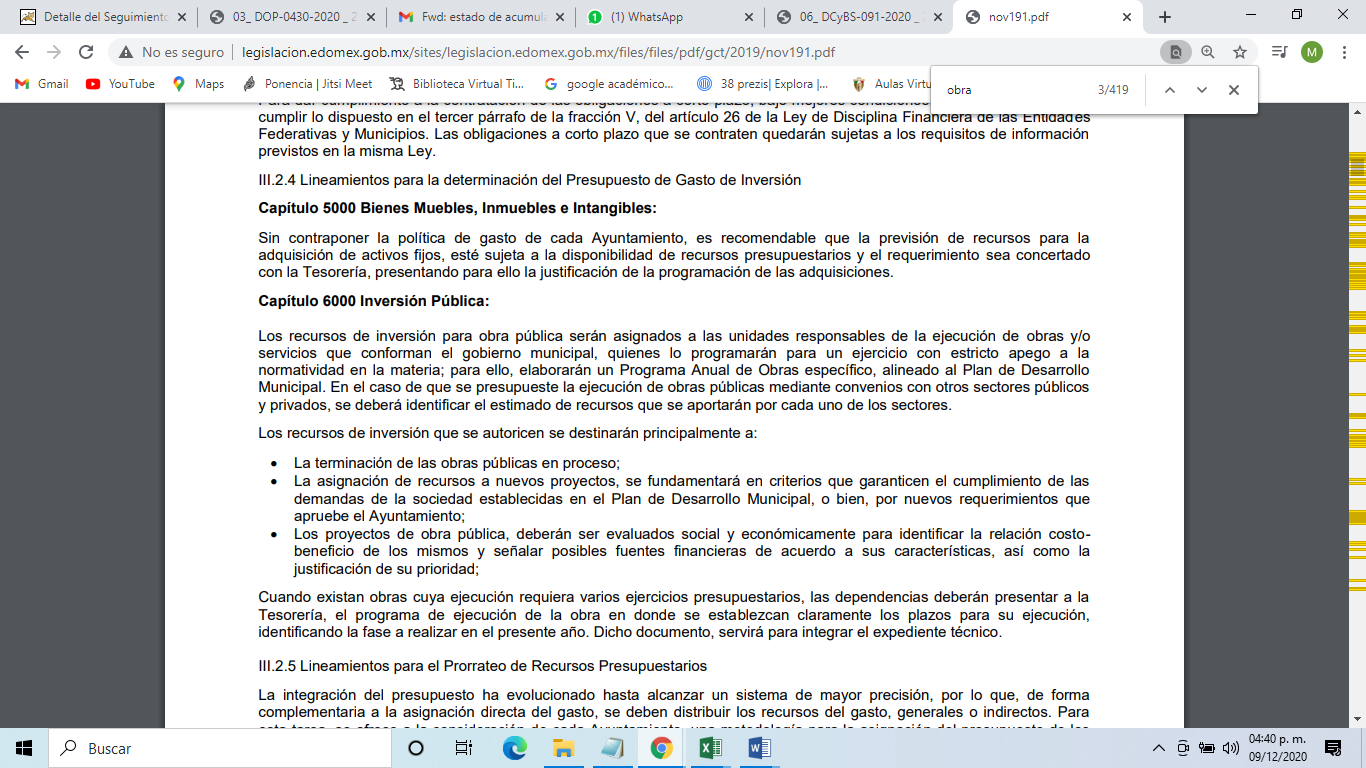 Detalle del Seguimiento
03_ DOP-0430-2020 _ 2
Fwd: estado de acumula
(1) WhatsApp
06_ DCyBS-091-2020 _
nov191.pdf
No es seguro | legislacion.edomex.gob.mx/sites/legislacion.edomex.gob.mx/files/files/pdf/gct/2019/nov191.pdf
M
Gmail
YouTube
Maps
Ponencia | Jitsi Meet
Biblioteca Virtual Ti...
google académico...
38 prezis| Explora |...
Aulas Virtu
obra
3/419
Para dar cumplimiento a la contratación de las obligaciones a corto plazo, bajo mejores condiciones
cumplir lo dispuesto en el tercer párrafo de la fracción V, del artículo 26 de la Ley de Disciplina Financiera de las Entidades
Federativas y Municipios. Las obligaciones a corto plazo que se contraten quedarán sujetas a los requisitos de información
previstos en la misma Ley.
III.2.4 Lineamientos para la determinación del Presupuesto de Gasto de Inversión
Capítulo 5000 Bienes Muebles, Inmuebles e Intangibles:
Sin contraponer la política de gasto de cada Ayuntamiento, es recomendable que la previsión de recursos para la
adquisición de activos fijos, esté sujeta a la disponibilidad de recursos presupuestarios y el requerimiento sea concertado
con la Tesorería, presentando para ello la justificación de la programación de las adquisiciones.
Capítulo 6000 Inversión Pública:
Los recursos de inversión para obra pública serán asignados a las unidades responsables de la ejecución de obras y/o
servicios que conforman el gobierno municipal, quienes lo programarán para un ejercicio con estricto apego a la
normatividad en la materia; para ello, elaborarán un Programa Anual de Obras específico, alineado al Plan de Desarrollo
Municipal. En el caso de que se presupueste la ejecución de obras públicas mediante convenios con otros sectores públicos
y privados, se deberá identificar el estimado de recursos que se aportarán por cada uno de los sectores.
Los recursos de inversión que se autoricen se destinarán principalmente a:
• La terminación de las obras públicas en proceso;
• La asignación de recursos a nuevos proyectos, se fundamentará en criterios que garanticen el cumplimiento de las
demandas de la sociedad establecidas en el Plan de Desarrollo Municipal, o bien, por nuevos requerimientos que
apruebe el Ayuntamiento;
• Los proyectos de obra pública, deberán ser evaluados social y económicamente para identificar la relación costo-
beneficio de los mismos y señalar posibles fuentes financieras de acuerdo a sus características, así como la
justificación de su prioridad;
Cuando existan obras cuya ejecución requiera varios ejercicios presupuestarios, las dependencias deberán presentar a la
Tesorería, el programa de ejecución de la obra en donde se establezcan claramente los plazos para su ejecución,
identificando la fase a realizar en el presente año. Dicho documento, servirá para integrar el expediente técnico.
III.2.5 Lineamientos para el Prorrateo de Recursos Presupuestarios
La integración del presupuesto ha evolucionado hasta alcanzar un sistema de mayor precisión, por lo que, de forma
complementaria a la asignación directa del gasto, se deben distribuir los recursos del gasto, generales o indirectos. Para
Buscar
04:40 p. m.
09/12/2020